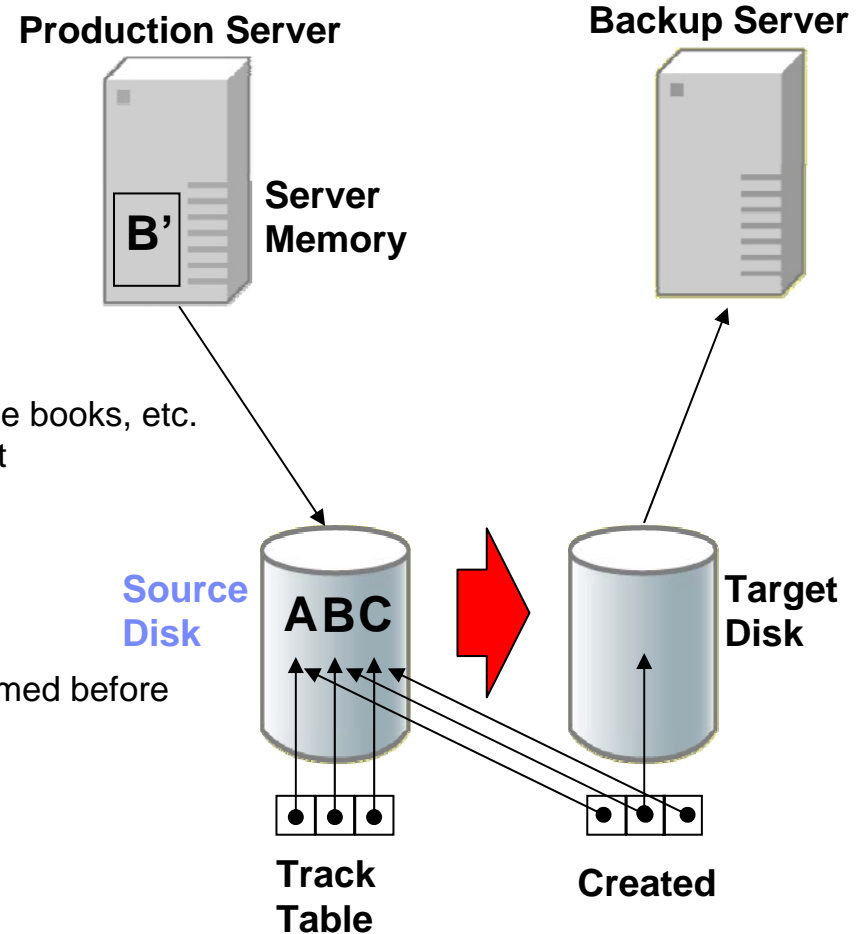 Production Server
Backup Server
Server
Memory
B’
e books, etc.
t
Source
Disk
ABC
Target
Disk
med before
Track
Table
Created